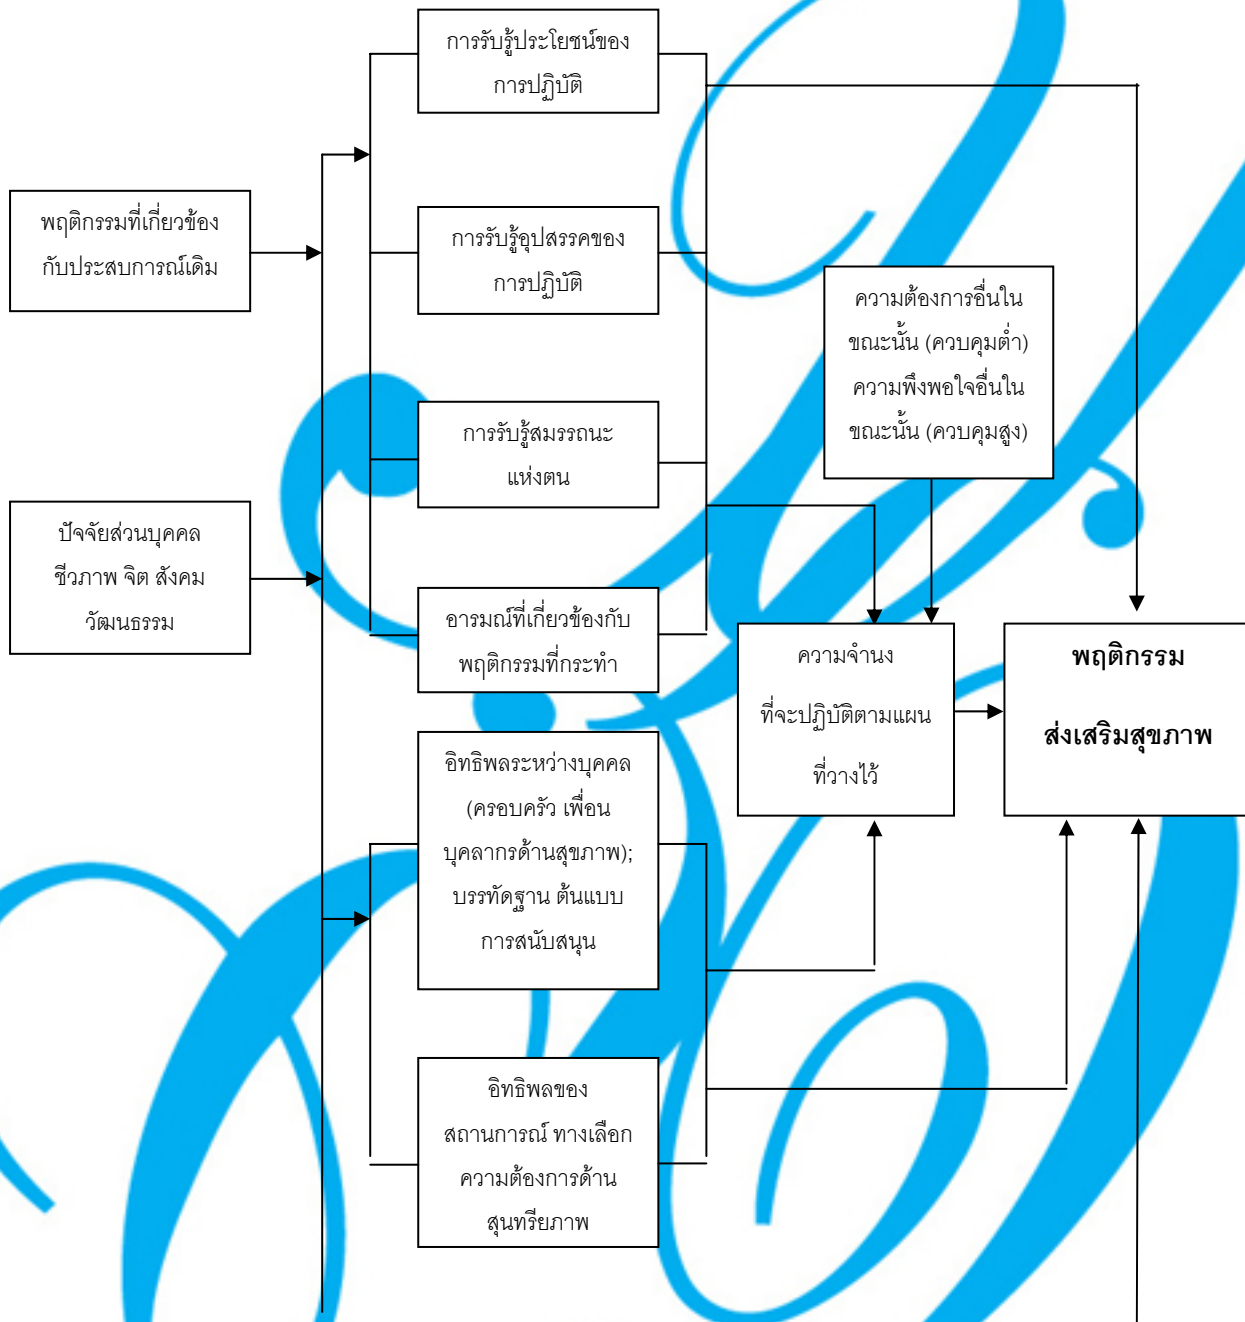 การรับรู้ประโยชน์ของ
การปฏิบัติ
พฤติกรรมที่เกี่ยวข้อง
กับประสบการณ์เดิม
การรับรู้อุปสรรคของ
การปฏิบัติ
ความต้องการอื่นใน
ขณะนั้น (ควบคุมต่ำ)
ความพึงพอใจอื่นใน
ขณะนั้น (ควบคุมสูง)
การรับรู้สมรรถนะ
แห่งตน
ปัจจัยส่วนบุคคล
ชีวภาพ จิต สังคม
วัฒนธรรม
อารมณ์ที่เกี่ยวข้องกับ
พฤติกรรมที่กระทำ
ความจำนง
ที่จะปฏิบัติตามแผน
ที่วางไว้
พฤติกรรม
ส่งเสริมสุขภาพ
อิทธิพลระหว่างบุคคล
(ครอบครัว เพื่อน
บุคลากรด้านสุขภาพ);
บรรทัดฐาน ต้นแบบ
การสนับสนุน
อิทธิพลของ
สถานการณ์ ทางเลือก
ความต้องการด้าน
สุนทรียภาพ